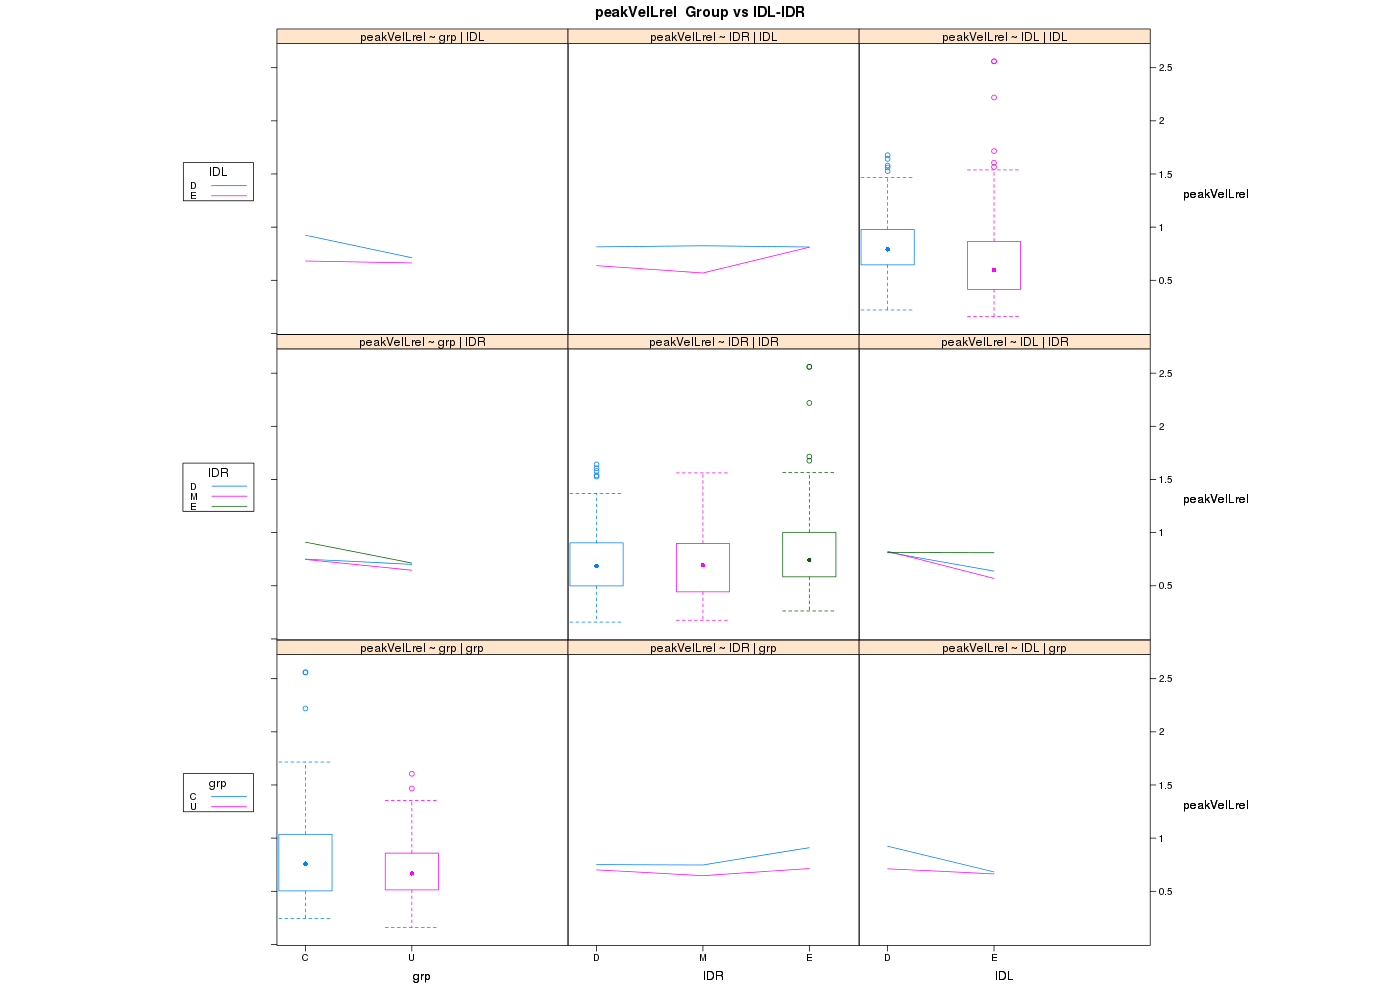 peakVelLrel  Group vs IDL-IDR
peakVelLrel ~ grp | IDL
peakVelLrel ~ IDR | IDL
peakVelLrel ~ IDL | IDL
2.5
2
1.5
1
0.5
peakVelLrel
IDL
D
E
peakVelLrel ~ grp | IDR
peakVelLrel ~ IDR | IDR
peakVelLrel ~ IDL | IDR
2.5
2
1.5
1
0.5
peakVelLrel
IDR
D
M
E
peakVelLrel ~ grp | grp
peakVelLrel ~ IDR | grp
peakVelLrel ~ IDL | grp
2.5
2
1.5
1
0.5
peakVelLrel
grp
C
U
C U
D M E
D E
grp
IDR
IDL